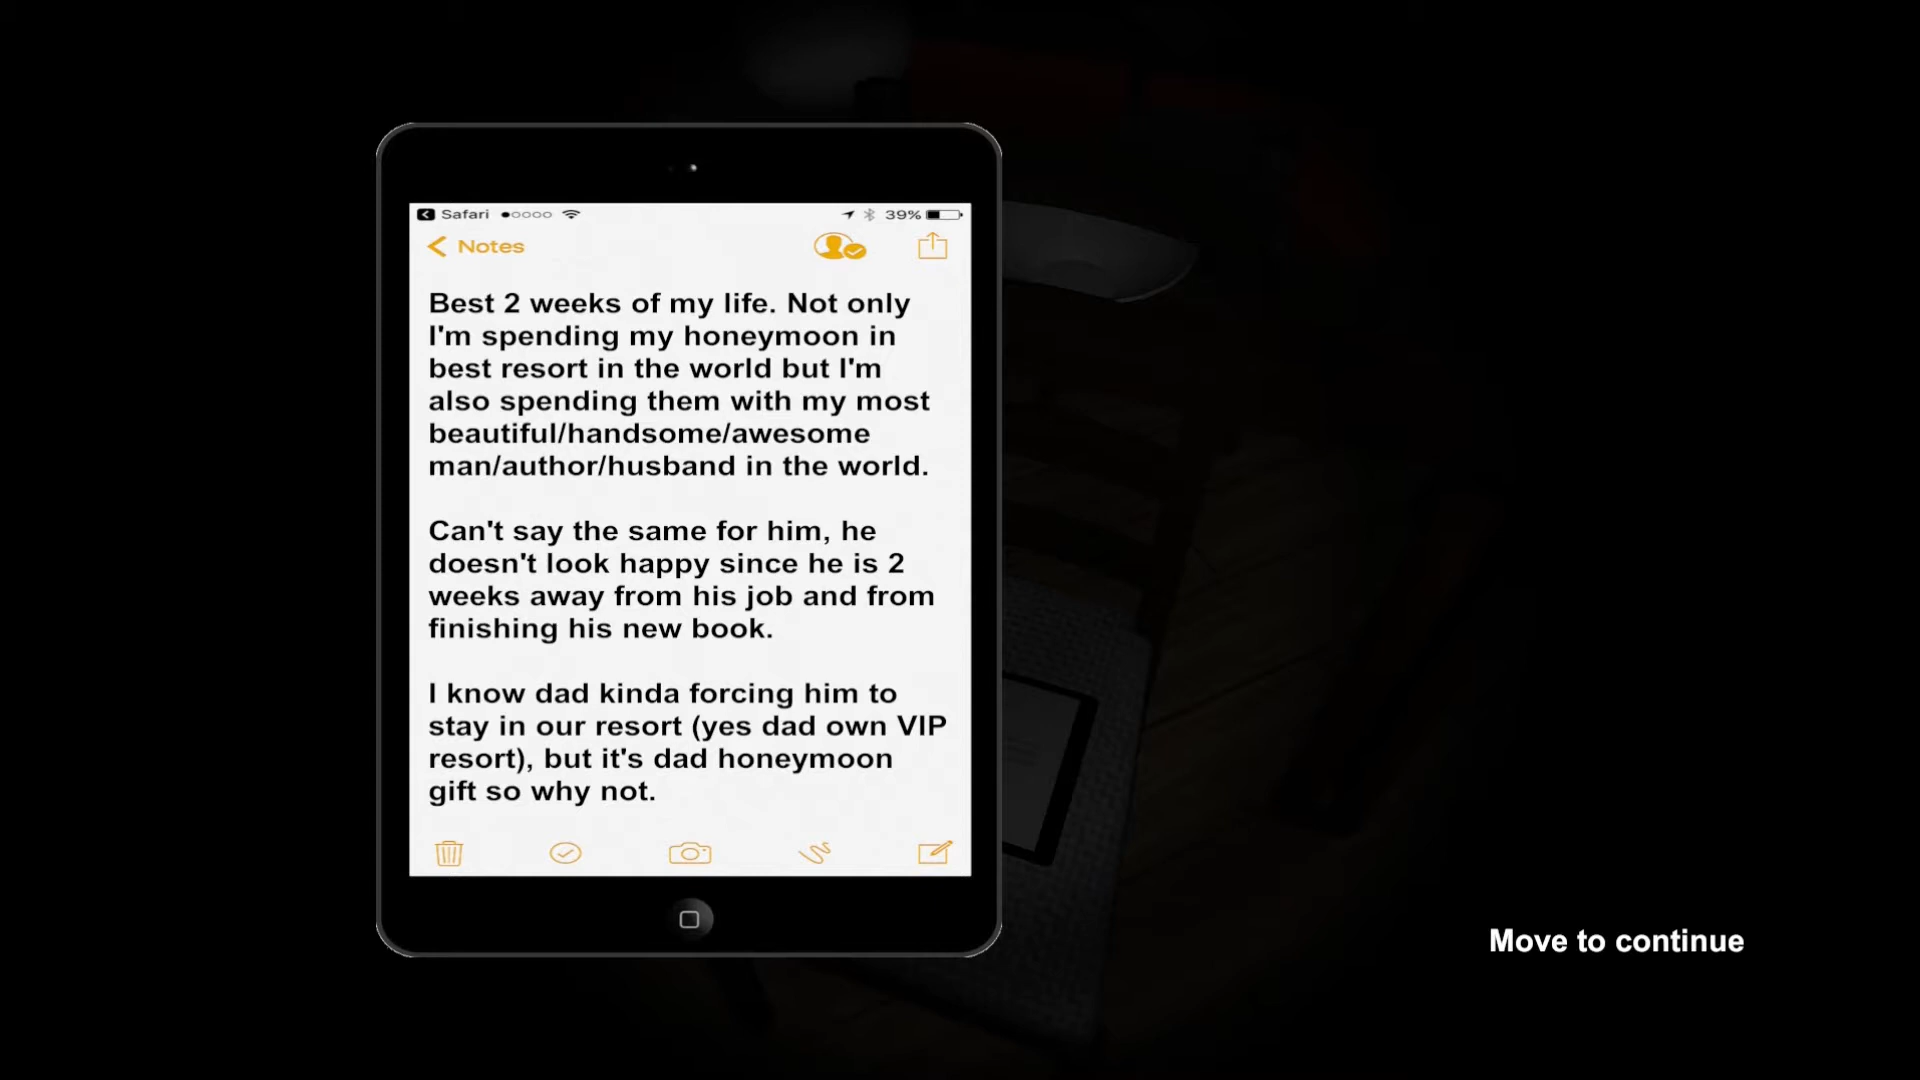 Safari 39%
Notes
Best 2 weeks of my life. Not only
I'm spending my honeymoon in
best resort in the world but I'm
also spending them with my most
beautiful/handsome/awesome
man/author/husband in the world.
Can't say the same for him, he
doesn't look happy since he is 2
weeks away from his job and from
finishing his new book.
I know dad kinda forcing him to
stay in our resort (yes dad own VIP
resort), but it's dad honeymoon
gift so why not.
Move to continue